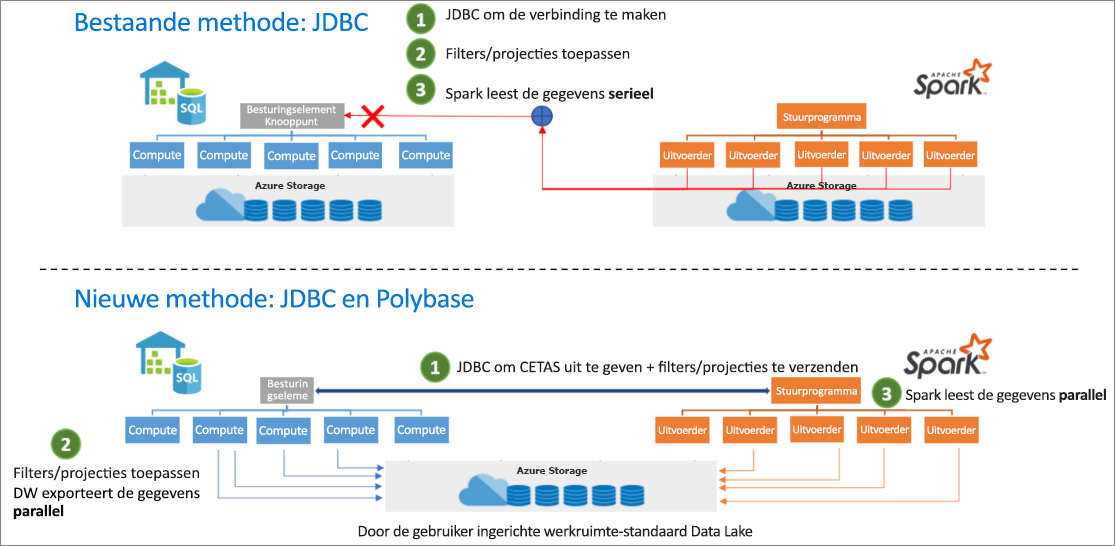 Bestaande methode: JDBC
1 JDBC om de verbinding te maken
2 Filters/projecties toepassen
3 Spark leest de gegevens serieel
SQL
APACHE
Spark™
Besturingselement
Knooppunt
Stuurprogramma
Compute Compute Compute Compute Compute
Uitvoerder Uitvoerder Uitvoerder Uitvoerder Uitvoerder
Azure Storage
Azure Storage
Nieuwe methode: JDBC en Polybase
SQL
APACHE
Spark™
1 JDBC om CETAS uit te geven + filters/projecties te verzenden
Besturin
gseleme
Stuurprogramma
3 Spark leest de gegevens parallel
Compute Compute Compute Compute Compute
Uitvoerder Uitvoerder Uitvoerder Uitvoerder Uitvoerder
2
Filters/projecties toepassen
DW exporteert de gegevens
parallel
Azure Storage
Door de gebruiker ingerichte werkruimte-standaard Data Lake